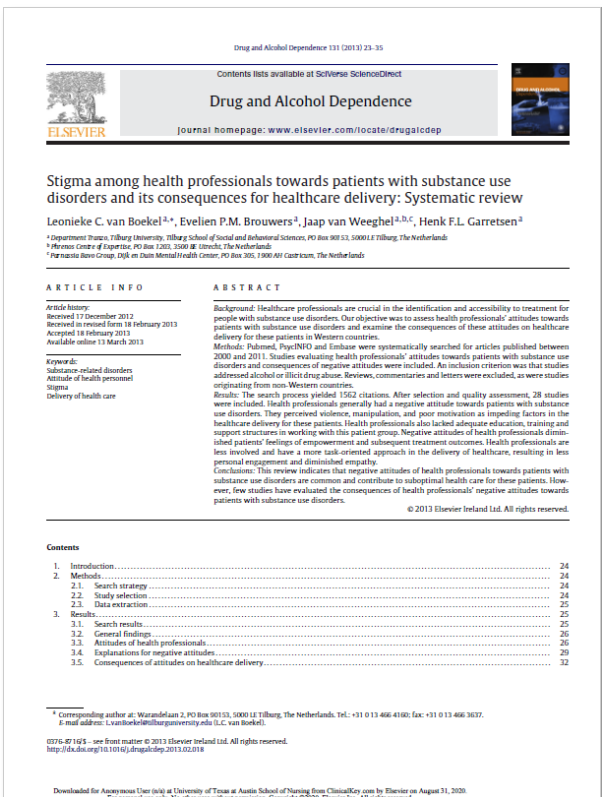 Drug and Alcohol Dependence 131 (2013) 23–35
Contents lists available at SciVerse ScienceDirect
Drug and Alcohol Dependence
journal homepage: www.elsevier.com/locate/drugalcdep
ELSEVIER
DRUG AND ALCOHOL
Stigma among health professionals towards patients with substance use
disorders and its consequences for healthcare delivery: Systematic review
Leonieke C. van Boekel a,*, Evelien P.M. Brouwers a, Jaap van Weeghel a,b,c, Henk F.L. Garretsen a
a Department Tranzo, Tilburg University, Tilburg School of Social and Behavioral Sciences, PO Box 90153, 5000 LE Tilburg, The Netherlands
b Phrenos Centre of Expertise, PO Box 1203, 3500 BE Utrecht, The Netherlands
c Parnassia Bavo Group, Dijk en Duin Mental Health Center, PO Box 305, 1900 AH Castricum, The Netherlands
ARTICLE INFO
Article history:
Received 17 December 2012
Received in revised form 18 February 2013
Accepted 18 February 2013
Available online 13 March 2013
Keywords:
Substance-related disorders
Attitude of health personnel
Stigma
Delivery of health care
ABSTRACT
Background: Healthcare professionals are crucial in the identification and accessibility to treatment for
people with substance use disorders. Our objective was to assess health professionals' attitudes towards
patients with substance use disorders and examine the consequences of these attitudes on healthcare
delivery for these patients in Western countries.
Methods: Pubmed, PsycINFO and Embase were systematically searched for articles published between
2000 and 2011. Studies evaluating health professionals' attitudes towards patients with substance use
disorders and consequences of negative attitudes were included. An inclusion criterion was that studies
addressed alcohol or illicit drug abuse. Reviews, commentaries and letters were excluded, as were studies
originating from non-Western countries.
Results: The search process yielded 1562 citations. After selection and quality assessment, 28 studies
were included. Health professionals generally had a negative attitude towards patients with substance
use disorders. They perceived violence, manipulation, and poor motivation as impeding factors in the
healthcare delivery for these patients. Health professionals also lacked adequate education, training and
support structures in working with this patient group. Negative attitudes of health professionals dimin-
ished patients' feelings of empowerment and subsequent treatment outcomes. Health professionals are
less involved and have a more task-oriented approach in the delivery of healthcare, resulting in less
personal engagement and diminished empathy.
Conclusions: This review indicates that negative attitudes of health professionals towards patients with
substance use disorders are common and contribute to suboptimal health care for these patients. How-
ever, few studies have evaluated the consequences of health professionals' negative attitudes towards
patients with substance use disorders.
© 2013 Elsevier Ireland Ltd. All rights reserved.
Contents
1. Introduction 24
2. Methods 24
2.1. Search strategy 24
2.2. Study selection 24
2.3. Data extraction 25
3. Results 25
3.1. Search results 25
3.2. General findings 26
3.3. Attitudes of health professionals 26
3.4. Explanations for negative attitudes 29
3.5. Consequences of attitudes on healthcare delivery 32
* Corresponding author at: Warandelaan 2, PO Box 90153, 5000 LE Tilburg, The Netherlands. Tel.: +31 0 13 466 4160; fax: +31 0 13 466 3637.
E-mail address: L.vanBoekel@tilburguniversity.edu (L.C. van Boekel).
0376-8716/$ – see front matter © 2013 Elsevier Ireland Ltd. All rights reserved.
http://dx.doi.org/10.1016/j.drugalcdep.2013.02.018
Downloaded for Anonymous User (n/a) at University of Texas at Austin School of Nursing from ClinicalKey.com by Elsevier on August 31, 2020.